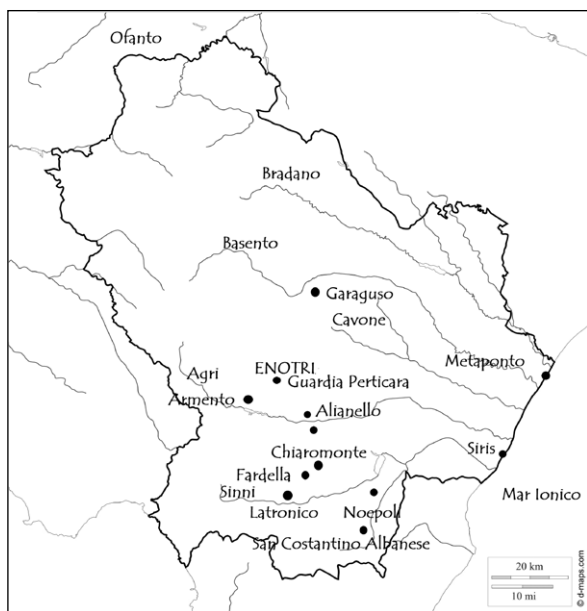 Ofanto
Bradano
Basento
Garaguso
Cavone
Metaponto
ENOTRI
Agri
Guardia Perticara
Armento
Alianello
Siris
Chiaromonte
Fardella
Sinni
Mar Ionico
Latronico
Noepoli
San Costantino Albanese
20 km
10 mi
© d-maps.com